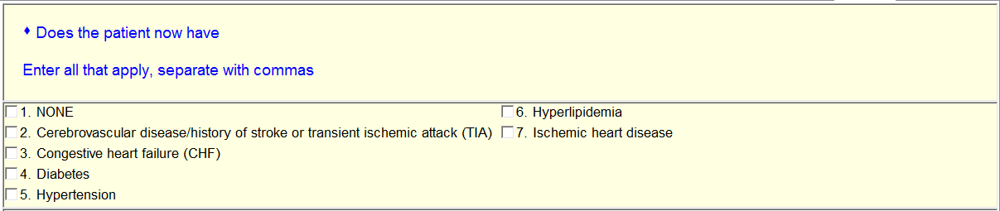 ♦ Does the patient now have
Enter all that apply, separate with commas
1. NONE
2. Cerebrovascular disease/history of stroke or transient ischemic attack (TIA)
3. Congestive heart failure (CHF)
4. Diabetes
5. Hypertension
6. Hyperlipidemia
7. Ischemic heart disease